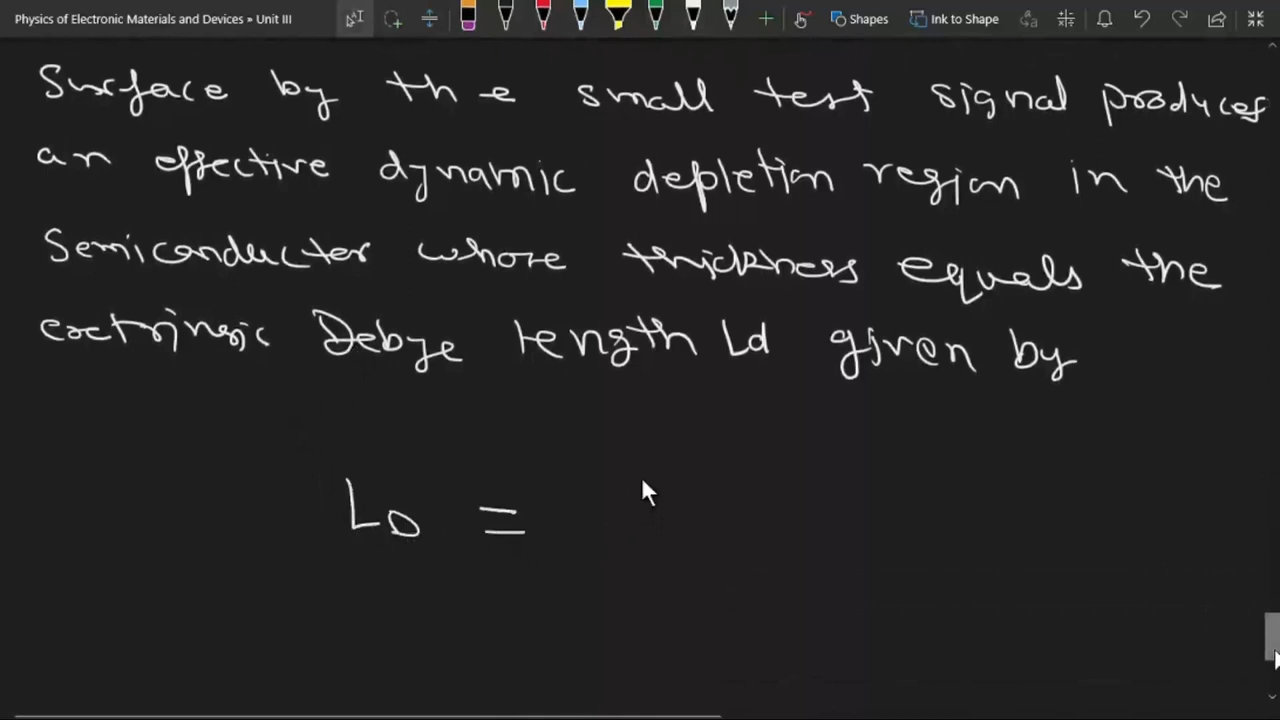 Physics of Electronic Materials and Devices » Unit III
Shapes
Ink to Shape
Surface by the small test signal produces
an effective dynamic depletion region in the
Semiconductor whose thickness equals the
extrinsic Debye length Ld given by
L_D =